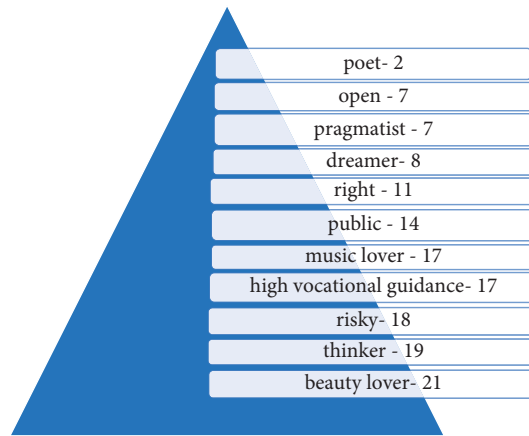 poet- 2
open - 7
pragmatist - 7
dreamer- 8
right - 11
public - 14
music lover - 17
high vocational guidance- 17
risky- 18
thinker - 19
beauty lover- 21